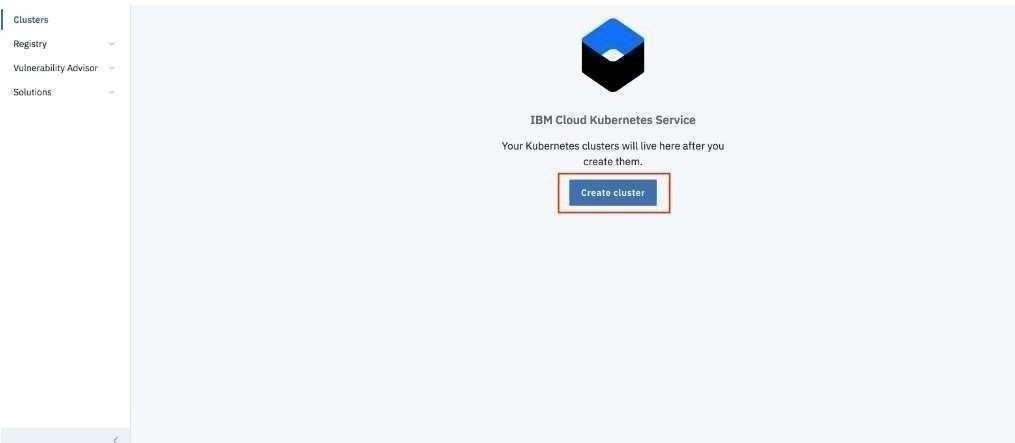 Clusters
Registry
Vulnerability Advisor
Solutions
IBM Cloud Kubernetes Service
Your Kubernetes clusters will live here after you
create them.
Create cluster